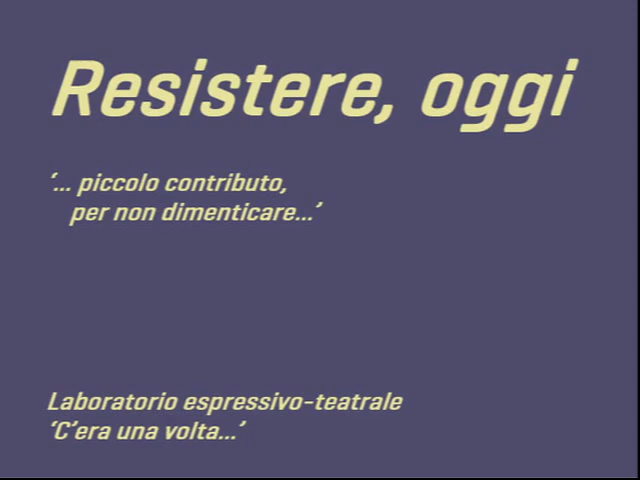 Resistere, oggi
‘... piccolo contributo,
per non dimenticare...’
Laboratorio espressivo-teatrale
‘C’era una volta...’